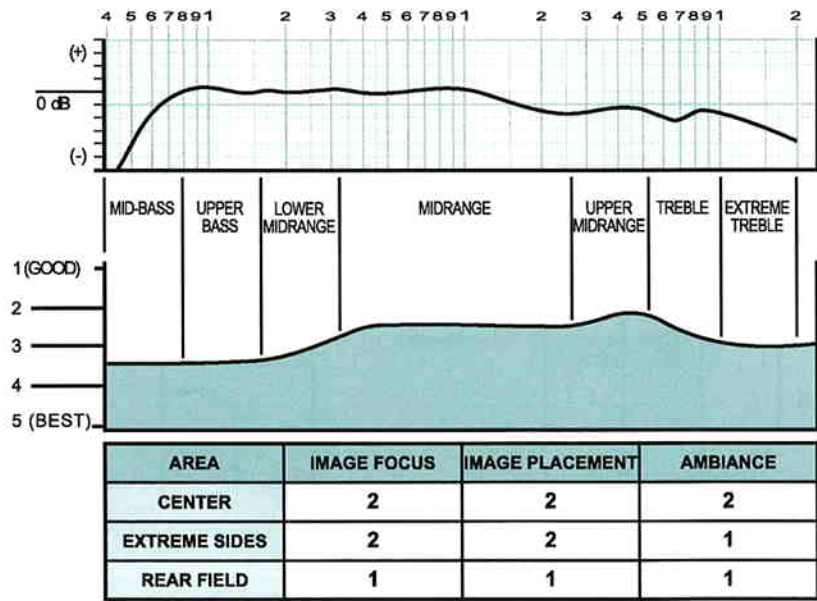 4 5 6 7 8 9 1 2 3 4 5 6 7 8 9 1 2 3 4 5 6 7 8 9 1 2
(+)
0 dB
(-)
MID-BASS UPPER BASS LOWER MIDRANGE MIDRANGE UPPER MIDRANGE TREBLE EXTREME TREBLE
1 (GOOD)
2
3
4
5 (BEST)
AREA IMAGE FOCUS IMAGE PLACEMENT AMBIANCE
CENTER 2 2 2
EXTREME SIDES 2 2 1
REAR FIELD 1 1 1